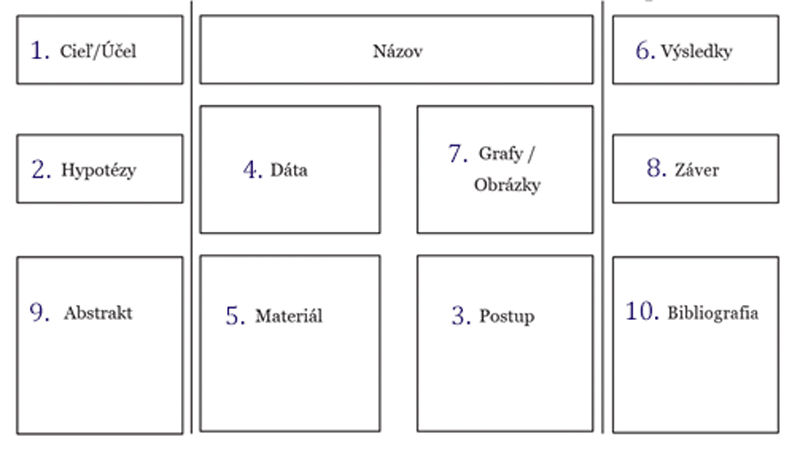 1. Cieľ/Účel
Názov
6. Výsledky
2. Hypotézy
4. Dáta
7. Grafy /
Obrázky
8. Záver
9. Abstrakt
5. Materiál
3. Postup
10. Bibliografia